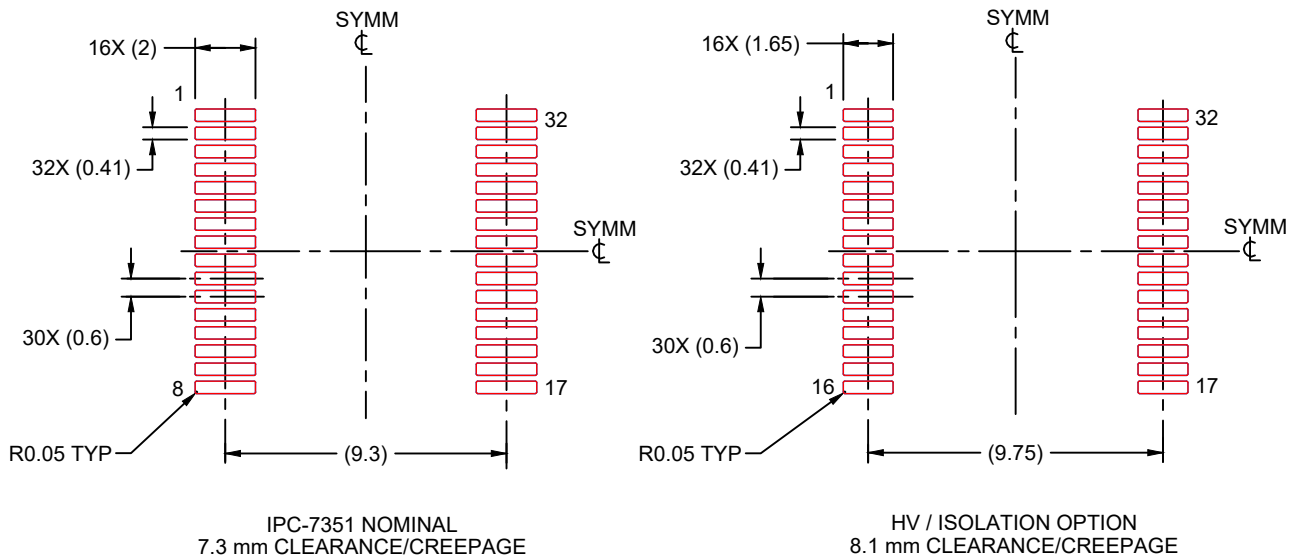 SYMM
℄
16X (2)
1
32
32X (0.41)
SYMM
℄
30X (0.6)
8
17
R0.05 TYP
(9.3)
IPC-7351 NOMINAL
7.3 mm CLEARANCE/CREEPAGE
SYMM
℄
16X (1.65)
1
32
32X (0.41)
SYMM
℄
30X (0.6)
16
17
R0.05 TYP
(9.75)
HV / ISOLATION OPTION
8.1 mm CLEARANCE/CREEPAGE